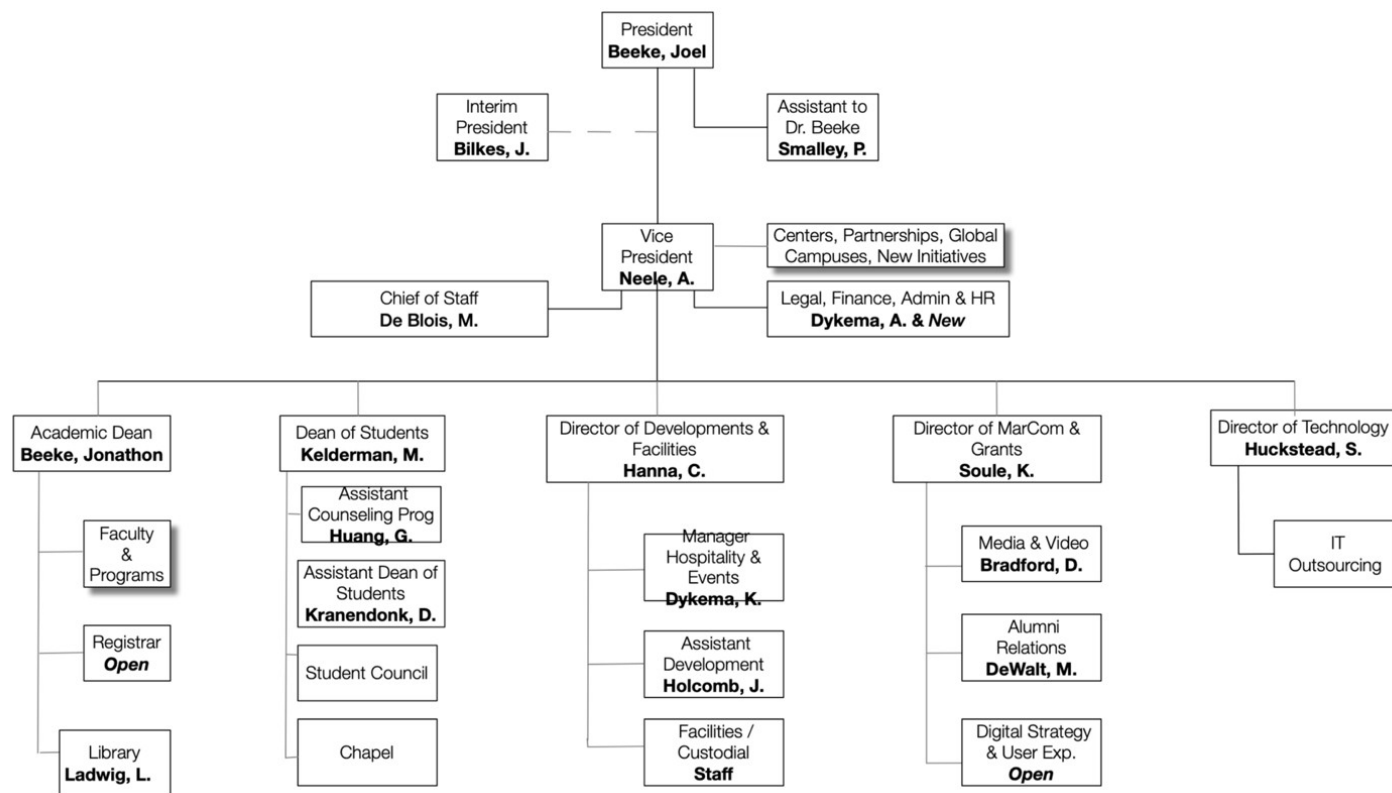 President
Beeke, Joel
Interim
President
Bilkes, J.
Assistant to
Dr. Beeke
Smalley, P.
Vice
President
Neele, A.
Centers, Partnerships, Global
Campuses, New Initiatives
Chief of Staff
De Blois, M.
Legal, Finance, Admin & HR
Dykema, A. & New
Academic Dean
Beeke, Jonathon
Faculty
&
Programs
Registrar
Open
Library
Ladwig, L.
Dean of Students
Kelderman, M.
Assistant
Counseling Prog
Huang, G.
Assistant Dean of
Students
Kranendonk, D.
Student Council
Chapel
Director of Developments &
Facilities
Hanna, C.
Manager
Hospitality &
Events
Dykema, K.
Assistant
Development
Holcomb, J.
Facilities /
Custodial
Staff
Director of MarCom &
Grants
Soule, K.
Media & Video
Bradford, D.
Alumni
Relations
DeWalt, M.
Digital Strategy
& User Exp.
Open
Director of Technology
Huckstead, S.
IT
Outsourcing